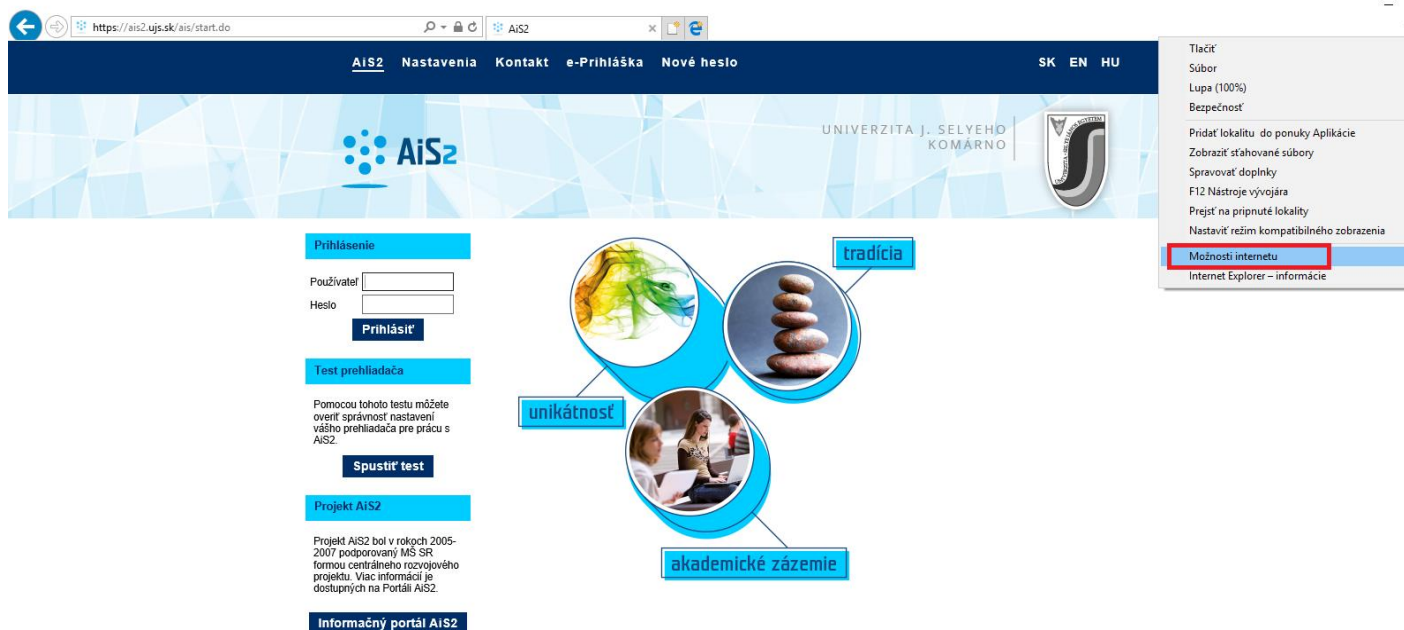 https://ais2.ujs.sk/ais/start.do
AiS2
AiS2 Nastavenia Kontakt e-Prihláška Nové heslo
SK EN HU
AiS2
UNIVERZITA J. SELYEHO
KOMÁRNO
Tlačiť
Súbor
Lupa (100%)
Bezpečnosť
Pridať lokalitu do ponuky Aplikácie
Zobraziť sťahované súbory
Spravovať doplnky
F12 Nástroje vývojára
Prejsť na pripnuté lokality
Nastaviť režim kompatibilného zobrazenia
Možnosti internetu
Internet Explorer – informácie
Prihlásenie
Používateľ
Heslo
Prihlásiť
Test prehliadača
Pomocou tohoto testu môžete
overiť správnosť nastavení
vášho prehliadača pre prácu s
AiS2.
Spustiť test
Projekt AiS2
Projekt AiS2 bol v rokoch 2005-
2007 podporovaný MŠ SR
formou centrálneho rozvojového
projektu. Viac informácií je
dostupných na Portáli AiS2.
Informačný portál AiS2
tradícia
unikátnosť
akademické zázemie